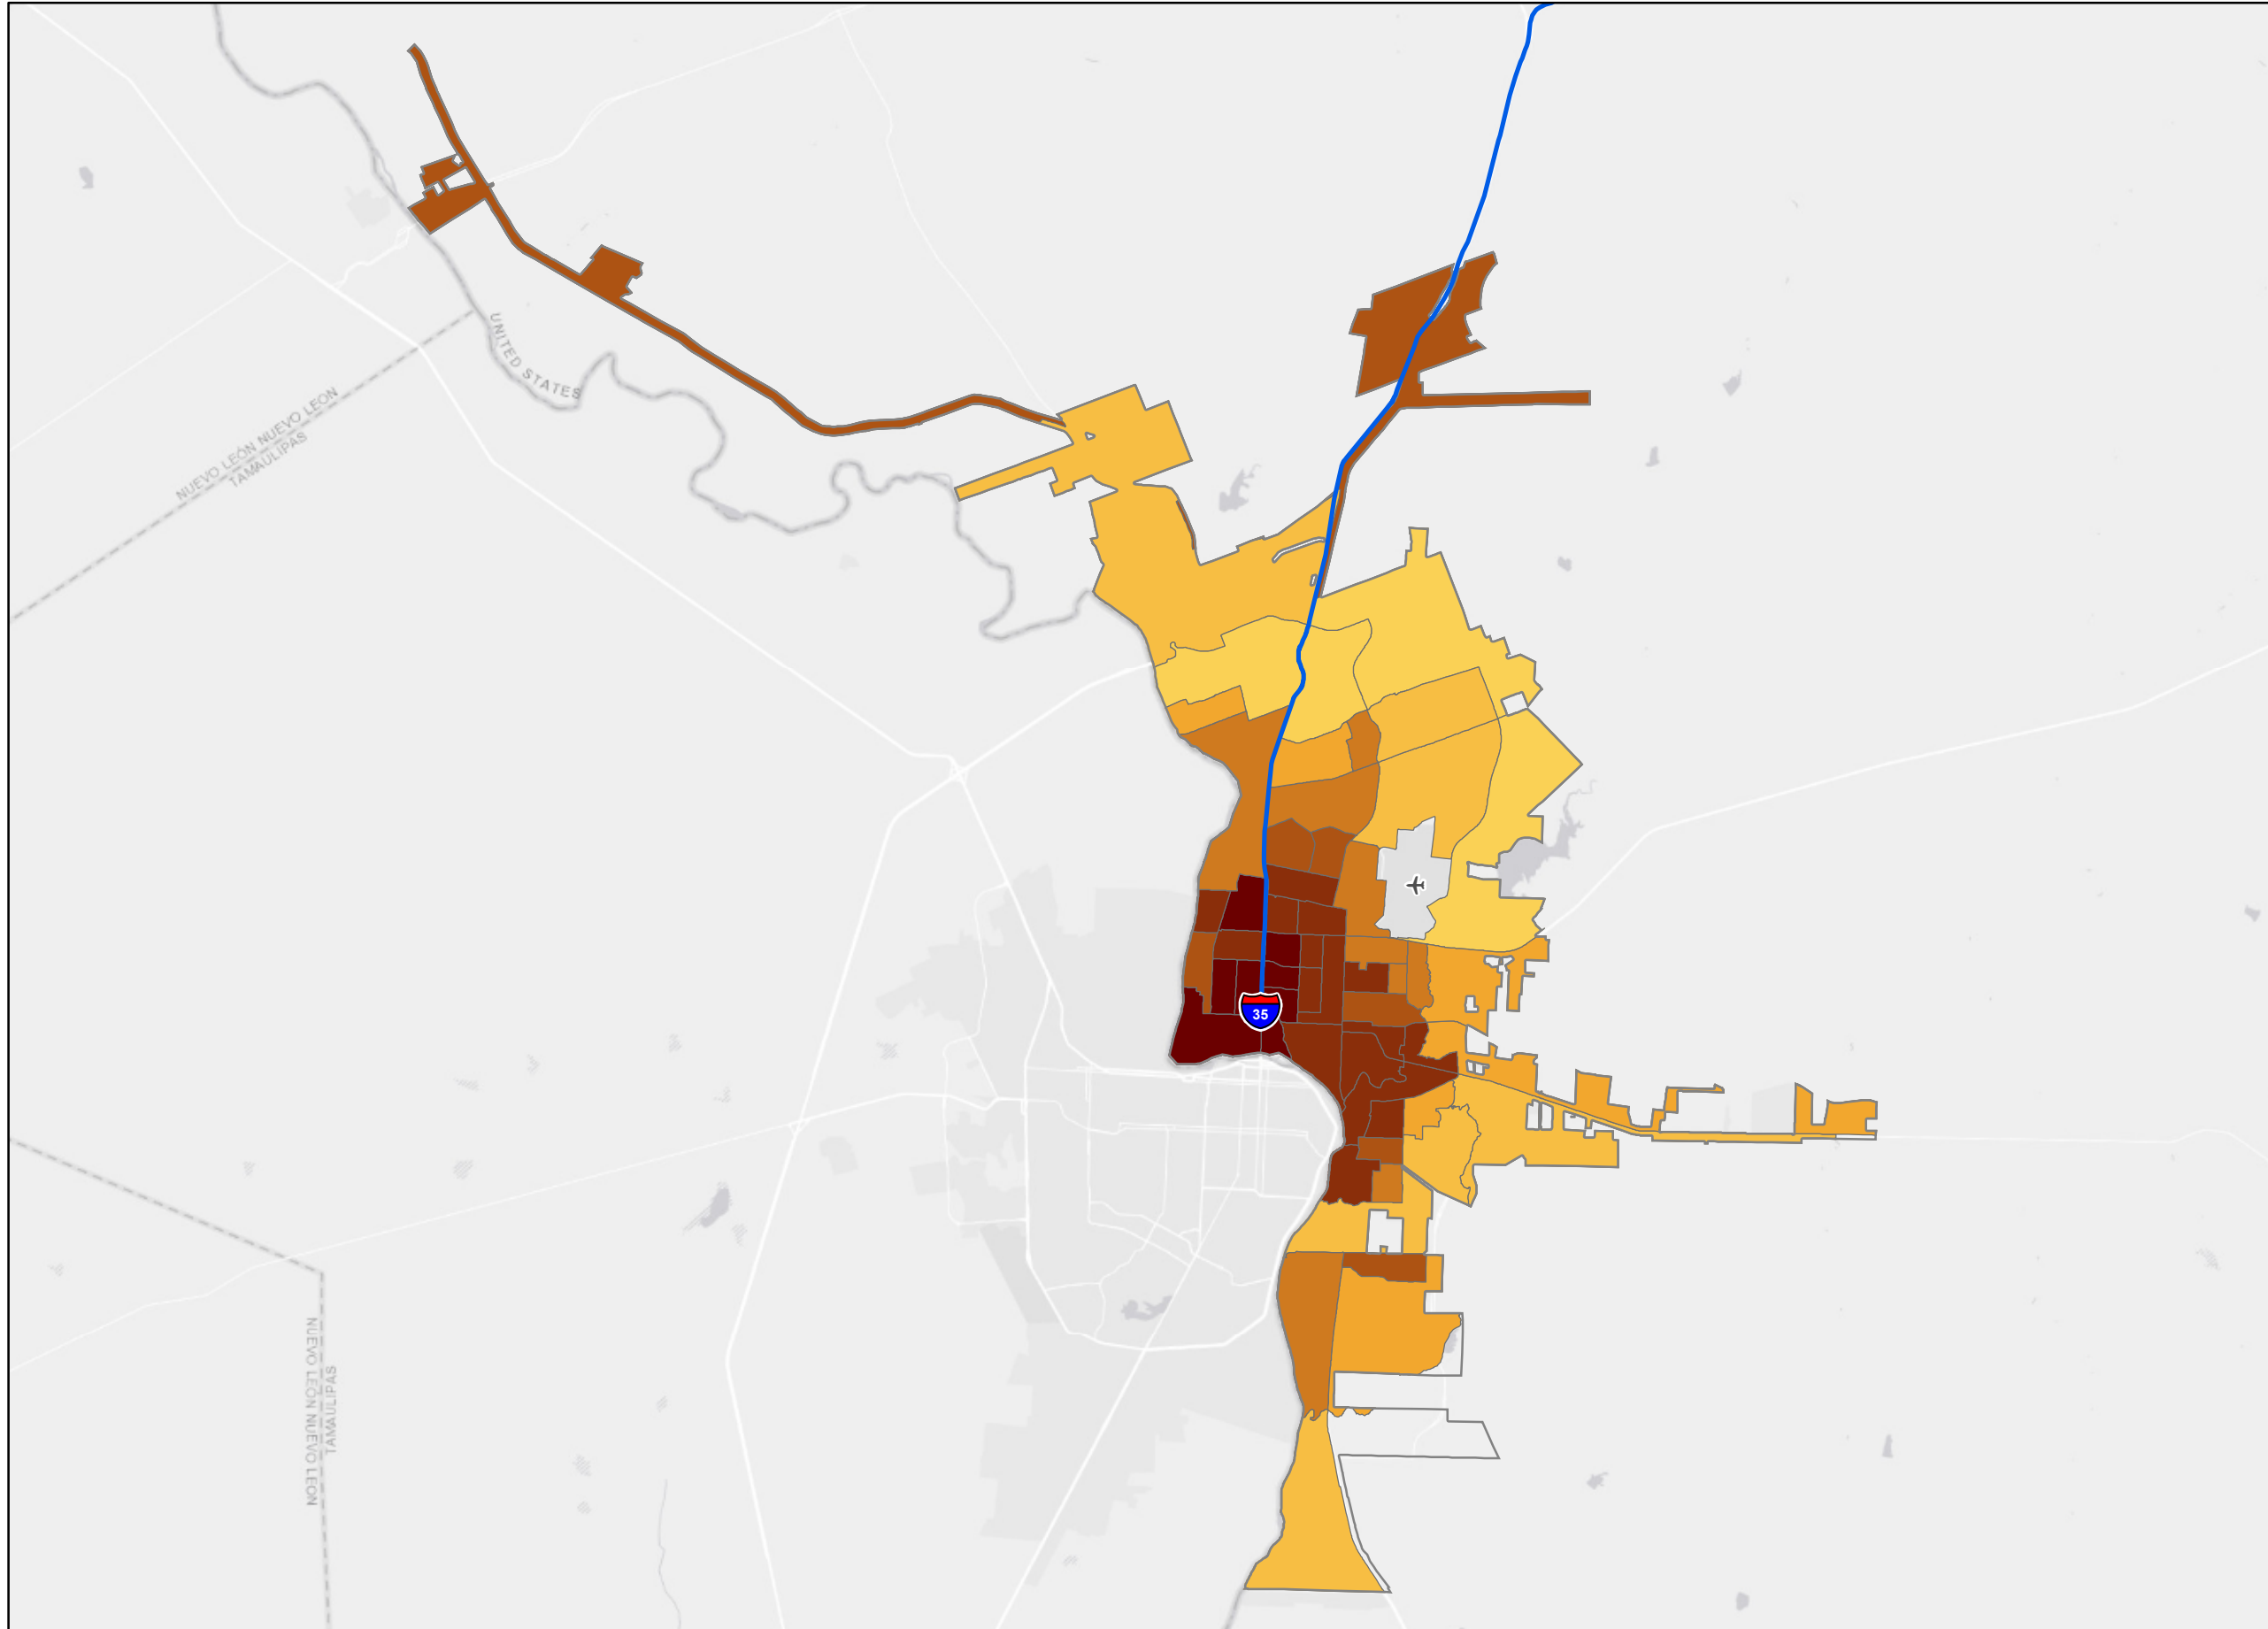 UNITED STATES
NUEVO LEÓN NUEVO LEON
TAMAULIPAS
35
NUEVO LEÓN NUEVO LEON
TAMAULIPAS